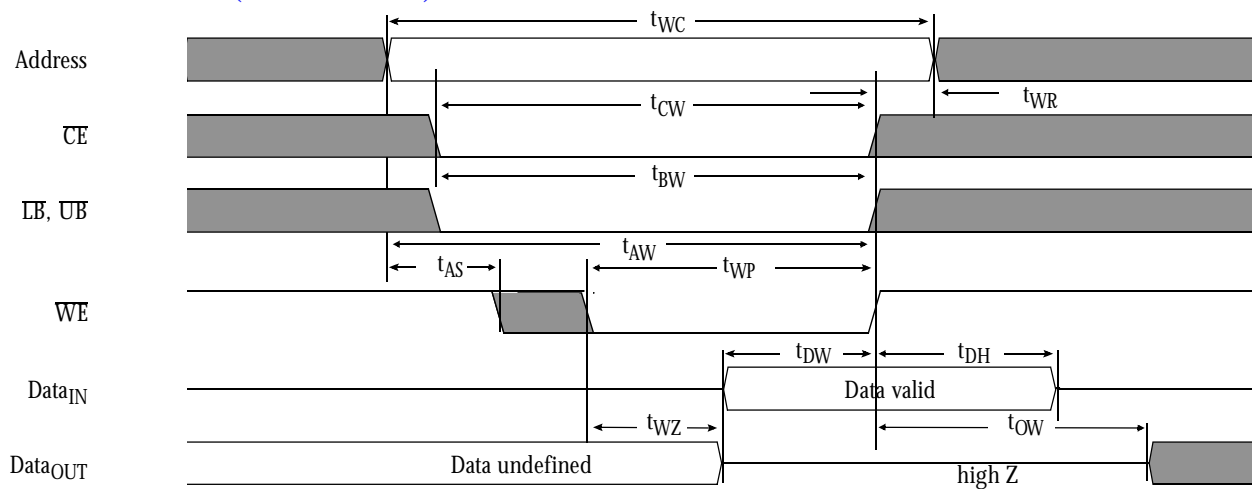 tWC
Address
tCW
tWR
CE
tBW
LB, UB
tAW
tAS
tWP
WE
tDW
tDH
DataIN
Data valid
tWZ
tOW
DataOUT
Data undefined
high Z